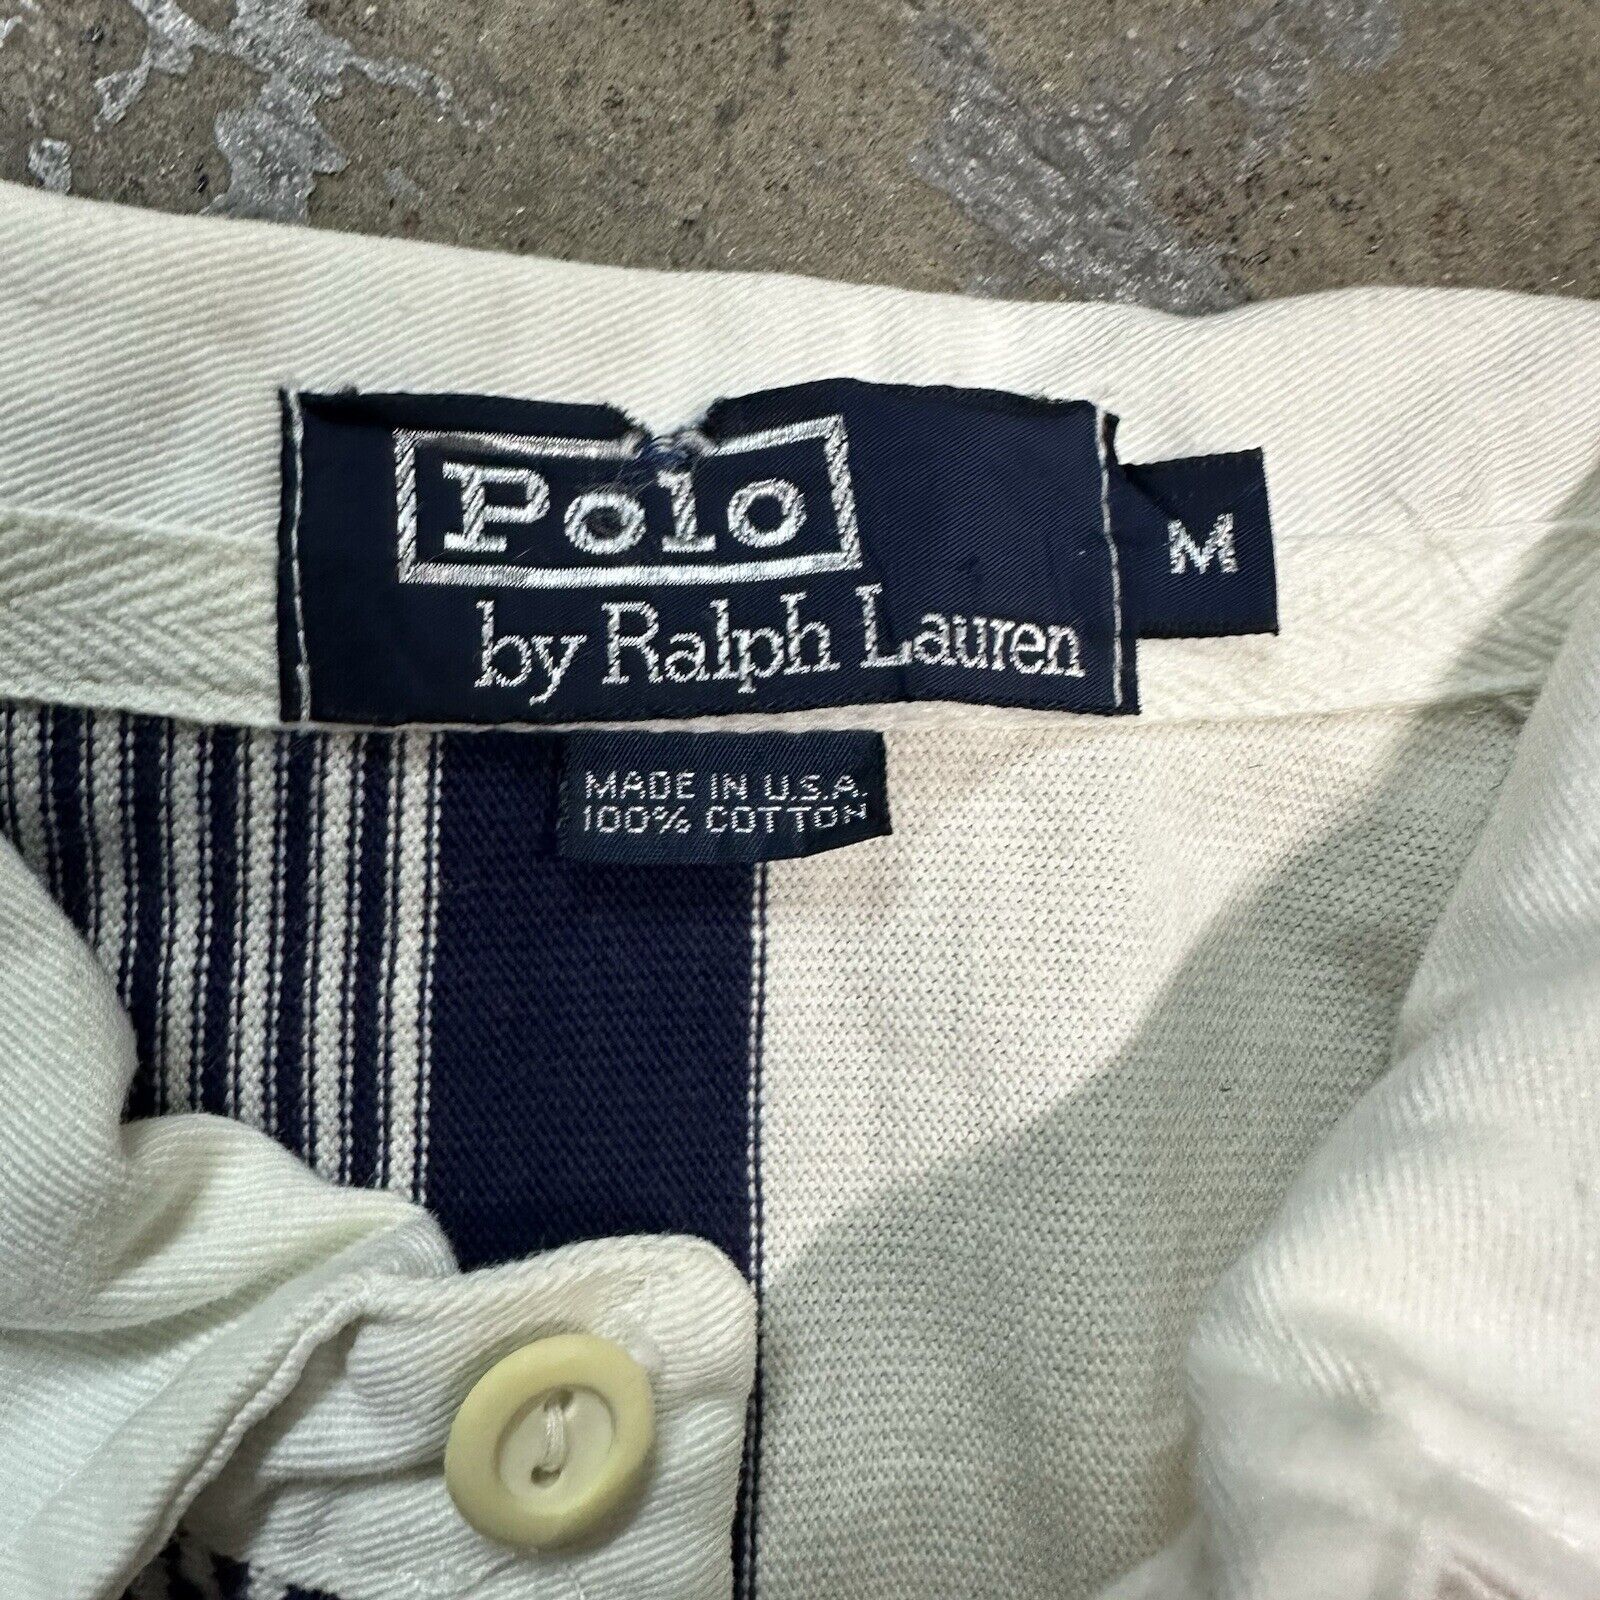 Polo
by Ralph Lauren
M
MADE IN U.S.A.
100% COTTON